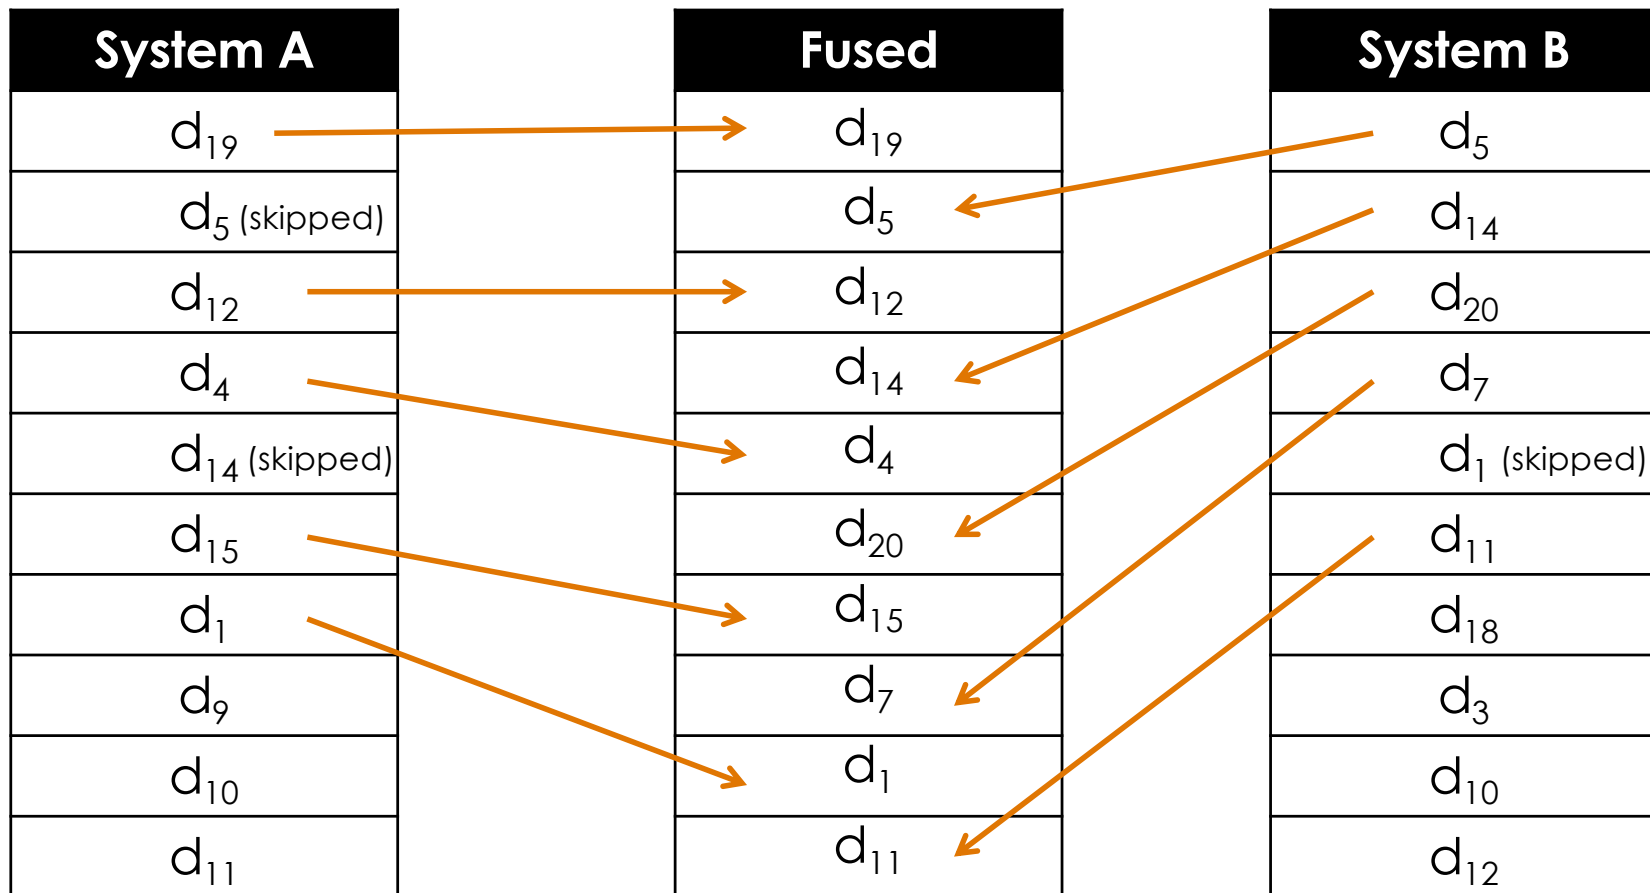 System A Fused System B
d19 d19 d5
d5 (skipped) d5 d14
d12 d12 d20
d4 d14 d7
d14 (skipped) d4 d1 (skipped)
d15 d20 d11
d1 d15 d18
d9 d7 d3
d10 d1 d10
d11 d11 d12